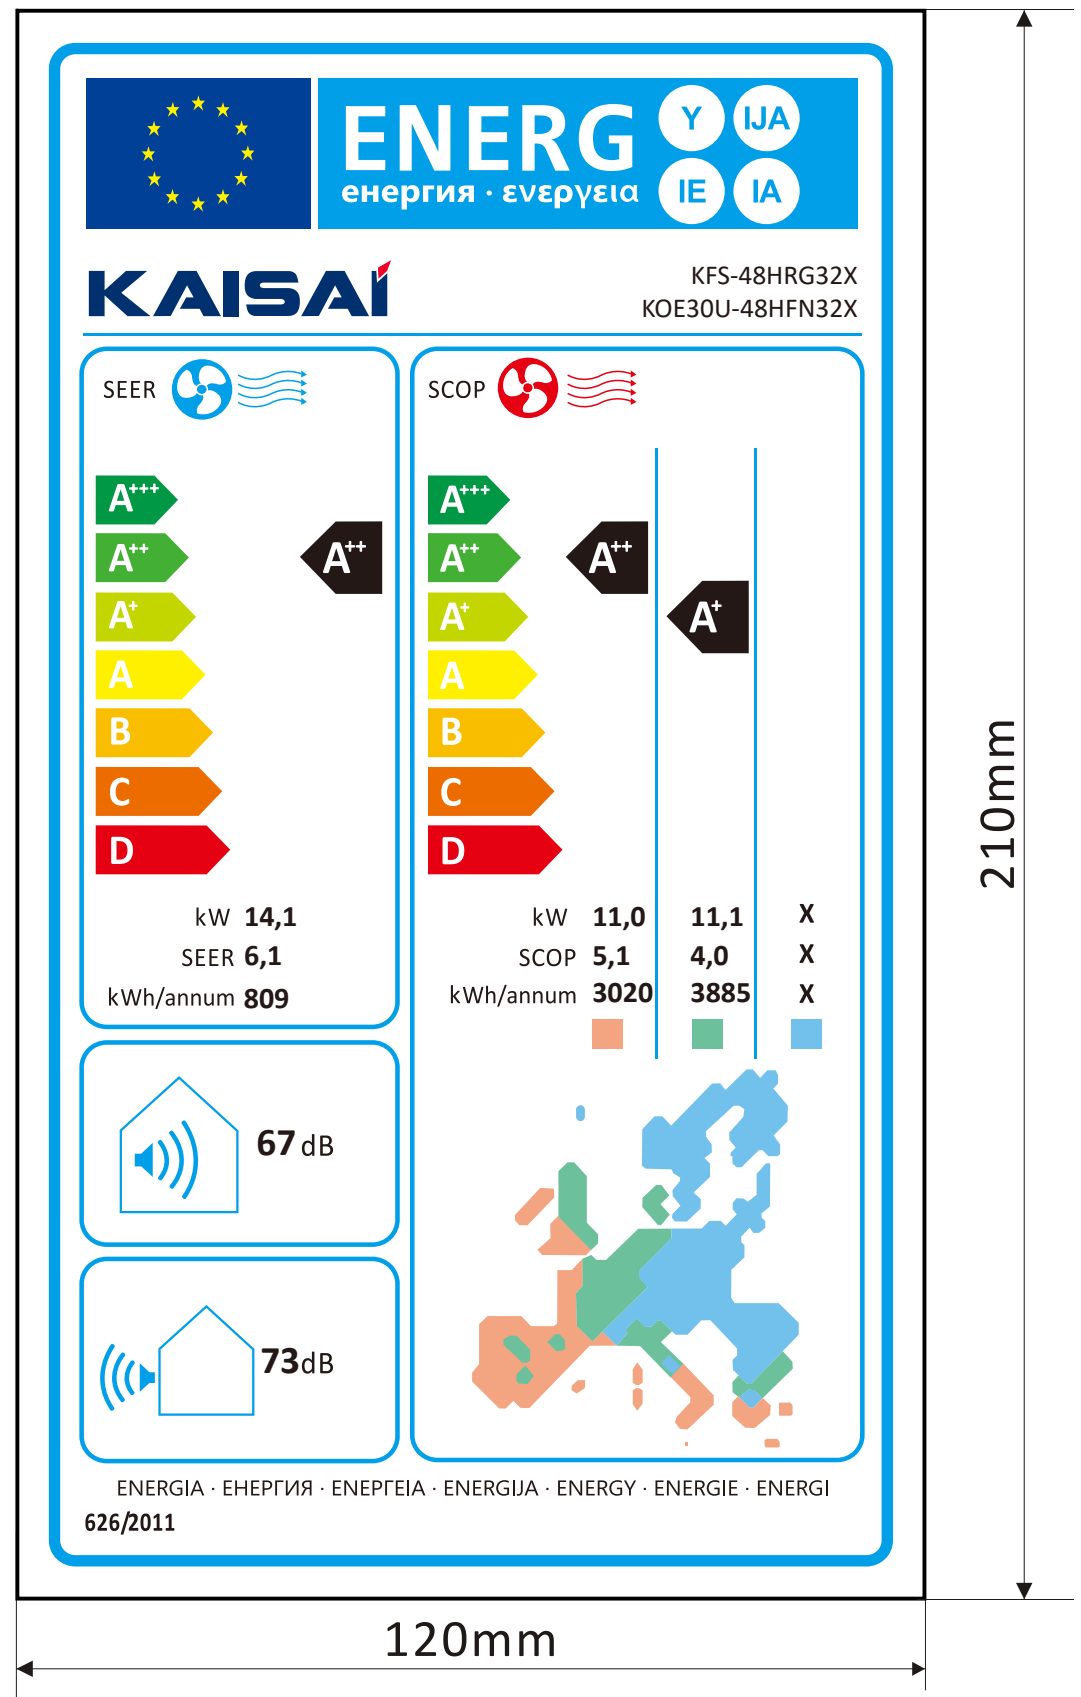 ENERG
енергия · ενεργεια
Y IJA
IE IA
KAISAI
KFS-48HRG32X
KOE30U-48HFN32X
SEER
A+++
A++
A+
A
B
C
D
A++
kW 14,1
SEER 6,1
kWh/annum 809
SCOP
A+++
A++
A+
A
B
C
D
A++
A+
kW 11,0 11,1 X
SCOP 5,1 4,0 X
kWh/annum 3020 3885 X
67 dB
73dB
ENERGIA · ЕНЕРГИЯ · ΕΝΕΡΓΕΙΑ · ENERGIJA · ENERGY · ENERGIE · ENERGI
626/2011
210mm
120mm